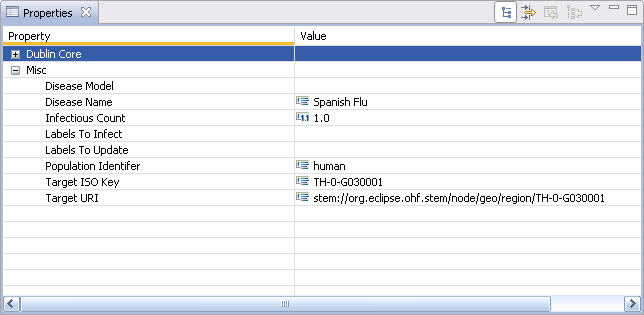 Properties
Property Value
Dublin Core
Misc
Disease Model
Disease Name Spanish Flu
Infectious Count 1.1 1.0
Labels To Infect
Labels To Update
Population Identifer human
Target ISO Key TH-0-G030001
Target URI stem://org.eclipse.ohf.stem/node/geo/region/TH-0-G030001